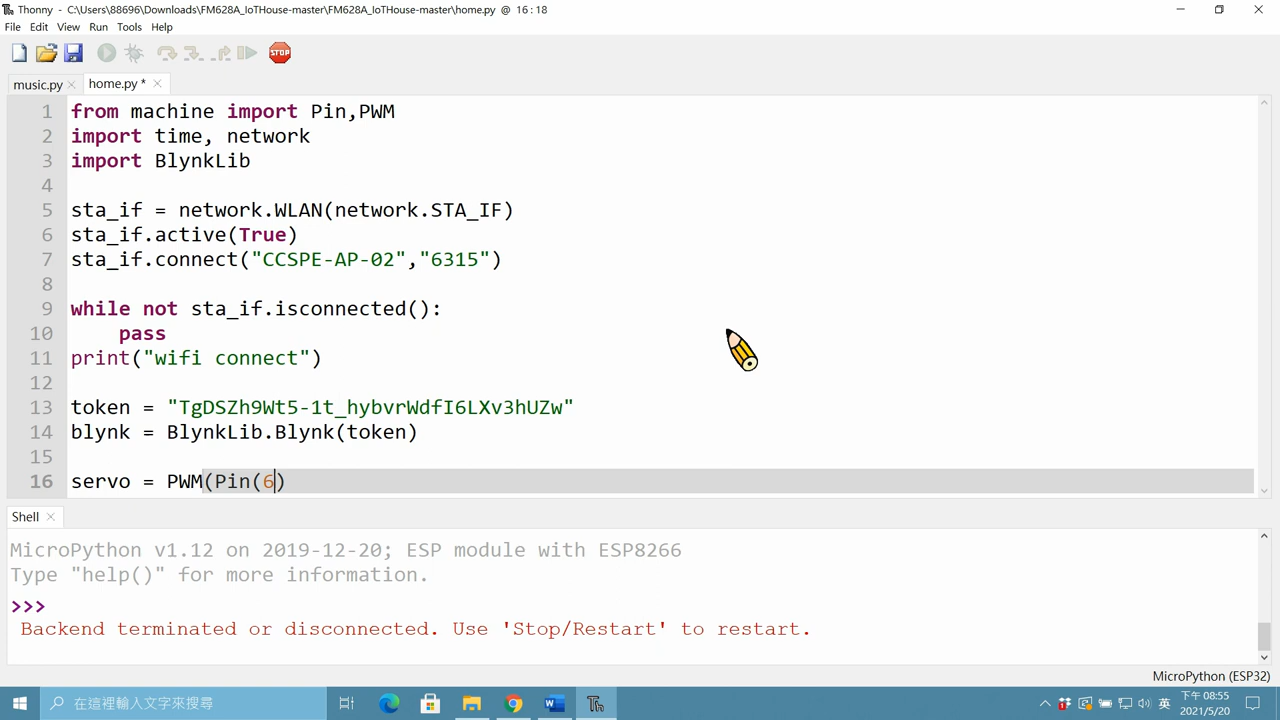 Thonny - C:\Users\88696\Downloads\FM628A_IoTHouse-master\FM628A_IoTHouse-master\home.py @ 16:18
File Edit View Run Tools Help
STOP
music.py home.py *
1 from machine import Pin,PWM
2 import time, network
3 import BlynkLib
4
5 sta_if = network.WLAN(network.STA_IF)
6 sta_if.active(True)
7 sta_if.connect("CCSPE-AP-02","6315")
8
9 while not sta_if.isconnected():
10     pass
11 print("wifi connect")
12
13 token = "TgDSZh9Wt5-1t_hybvrWdfI6LXv3hUZw"
14 blynk = BlynkLib.Blynk(token)
15
16 servo = PWM(Pin(6)
Shell
MicroPython v1.12 on 2019-12-20; ESP module with ESP8266
Type "help()" for more information.
>>>
Backend terminated or disconnected. Use 'Stop/Restart' to restart.
MicroPython (ESP32)
在這裡輸入文字來搜尋
英
下午 08:55
2021/5/20